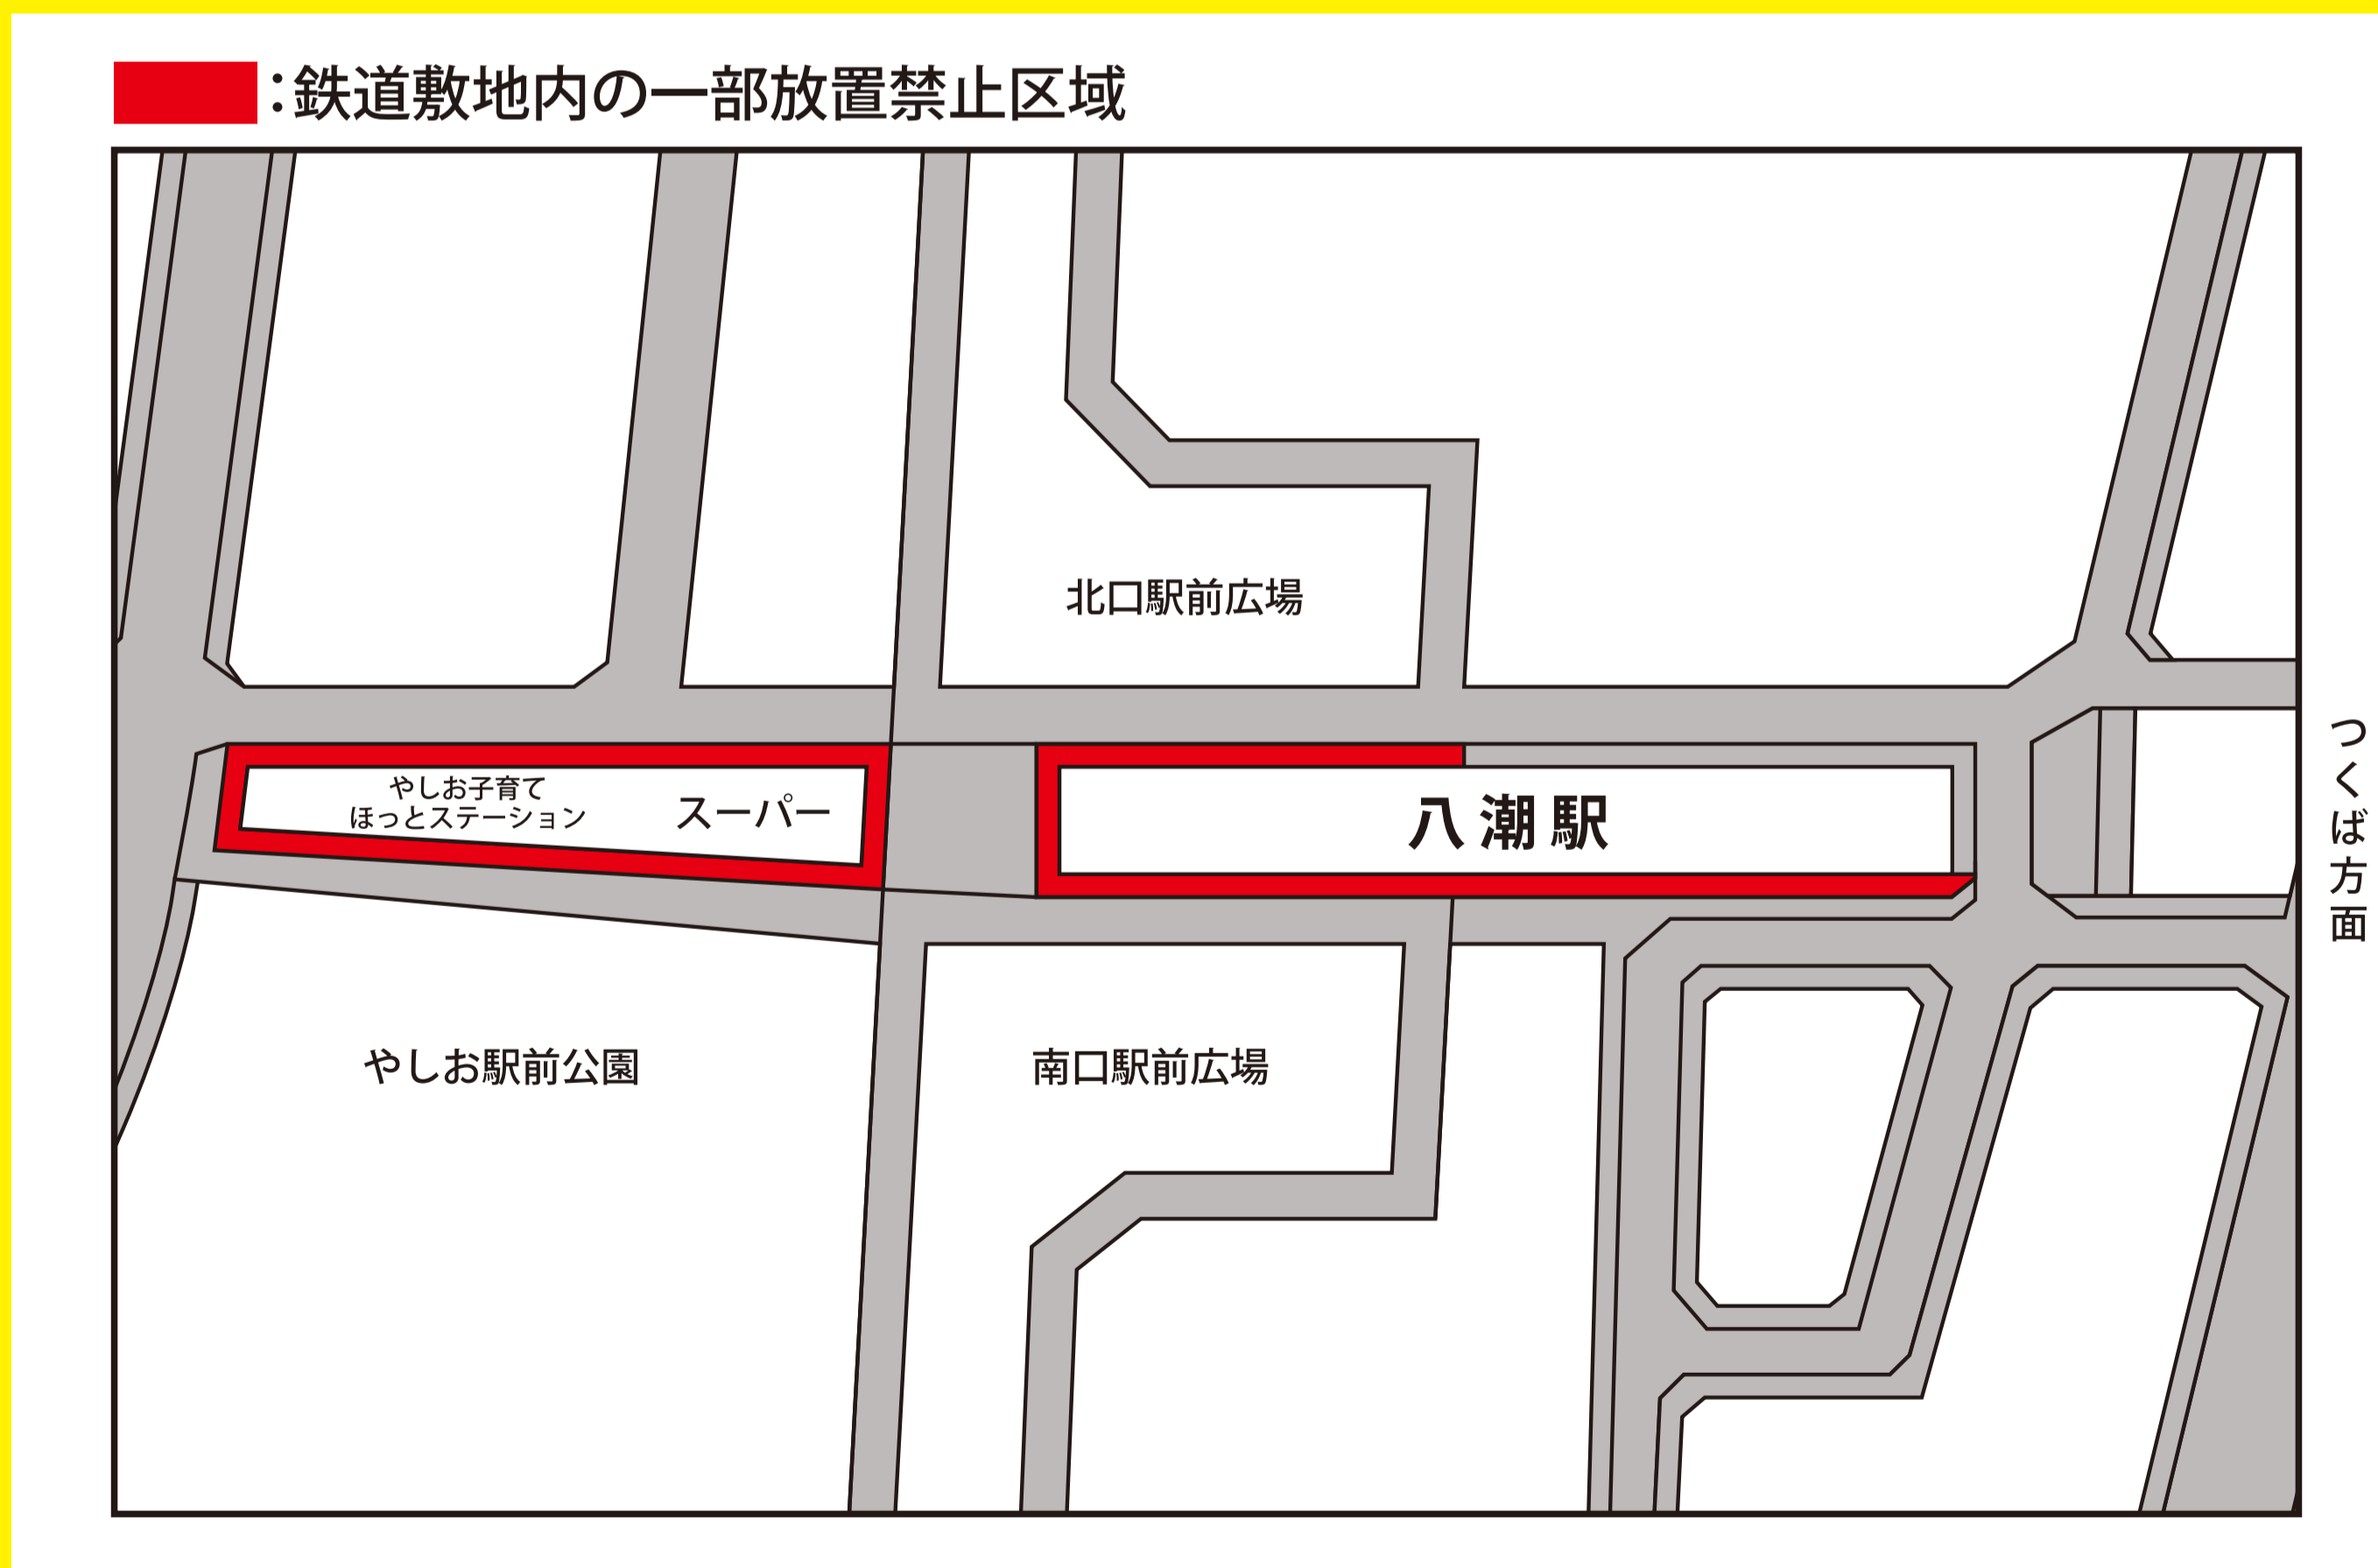 ：鉄道敷地内の一部放置禁止区域
北口駅前広場
やしお子育て
ほっとステーション
スーパー
八潮駅
つくば方面
やしお駅前公園
南口駅前広場